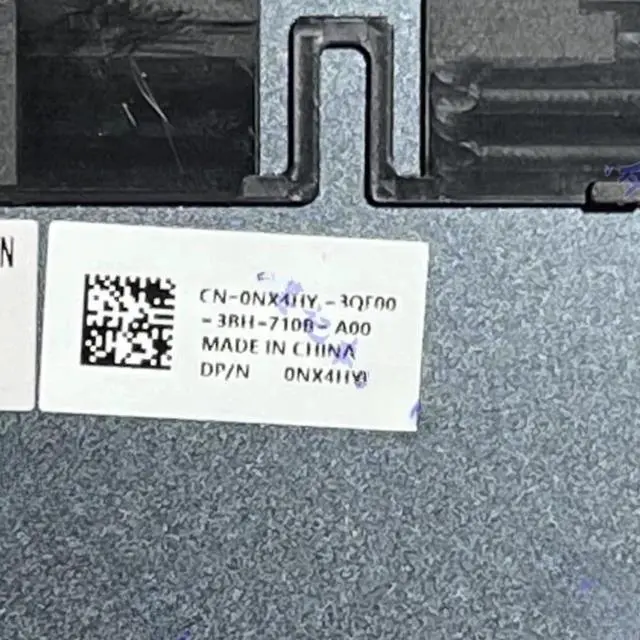 N
CN-0NX4HY,-3QF00
-3BH-710B-A00
MADE IN CHINA
DP/N 0NX4HY